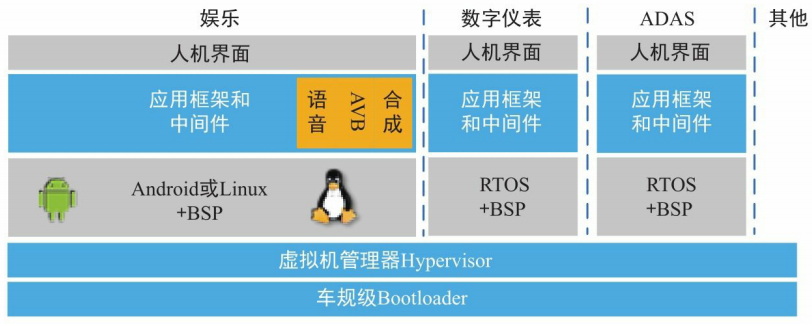 娱乐
数字仪表
ADAS
其他
人机界面
人机界面
人机界面
应用框架和
中间件
语音
AVB
合成
应用框架
和中间件
应用框架
和中间件
Android或Linux
+BSP
RTOS
+BSP
RTOS
+BSP
虚拟机管理器Hypervisor
车规级Bootloader